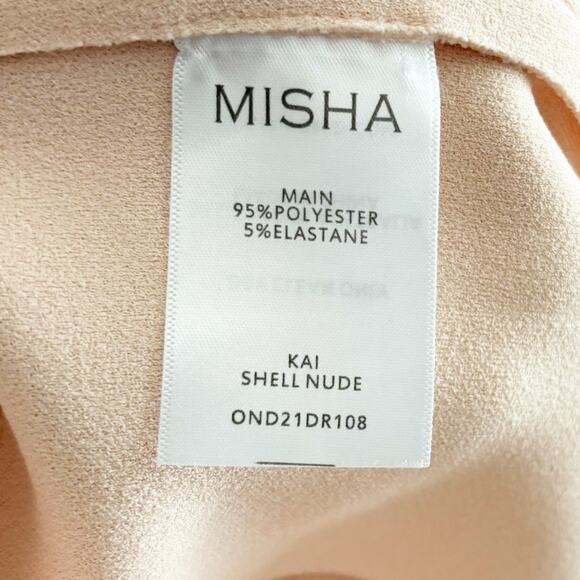 MISHA
MAIN
95%POLYESTER
5%ELASTANE
KAI
SHELL NUDE
OND21DR108